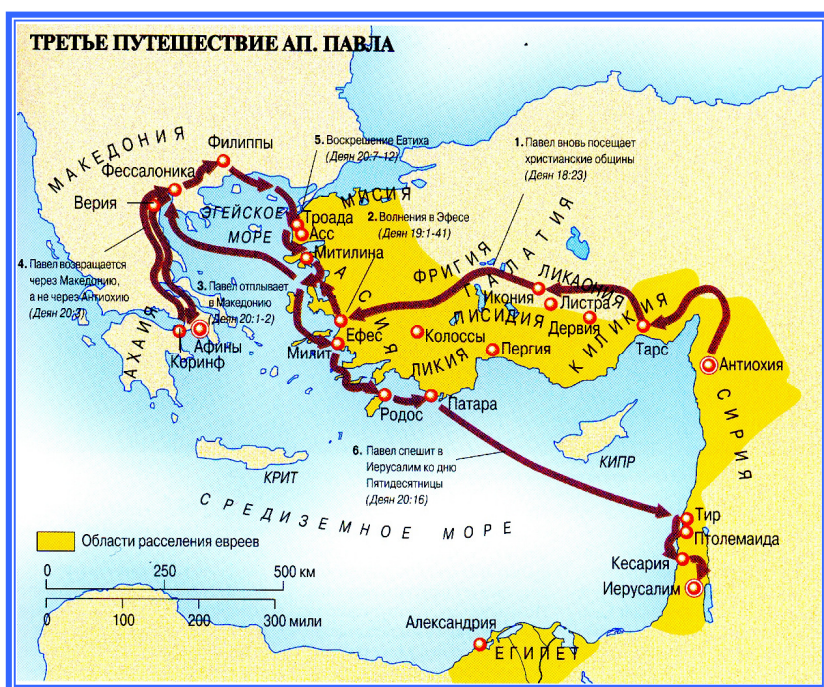 ТРЕТЬЕ ПУТЕШЕСТВИЕ АП. ПАВЛА
МАКЕДОНИЯ
Филиппы
Фессалоника
Верия
5. Воскрешение Евтиха
(Деян 20:7-12)
1. Павел вновь посещает
христианские общины
(Деян 18:23)
МИСИЯ
ЭГЕЙСКОЕ
МОРЕ
Троада
Асс
2. Волнения в Эфесе
(Деян 19:1-41)
Митилина
АСИЯ
ФРИГИЯ
ГАЛАТИЯ
ЛИКАОНИЯ
4. Павел возвращается
через Македонию,
а не через Антиохию
(Деян 20:3)
3. Павел отплывает
в Македонию
(Деян 20:1-2)
Икония
Листра
ПИСИДИЯ
Дервия
КИЛИКИЯ
АХАИЯ
Афины
Коринф
Ефес
Милит
Колоссы
Пергия
Тарс
ЛИКИЯ
Антиохия
СИРИЯ
Родос
Патара
6. Павел спешит в
Иерусалим ко дню
Пятидесятницы
(Деян 20:16)
КИПР
КРИТ
СРЕДИЗЕМНОЕ МОРЕ
Тир
Птолемаида
Кесария
Иерусалим
Области расселения евреев
0 250 500 км
0 100 200 300 мили
Александрия
ЕГИПЕТ